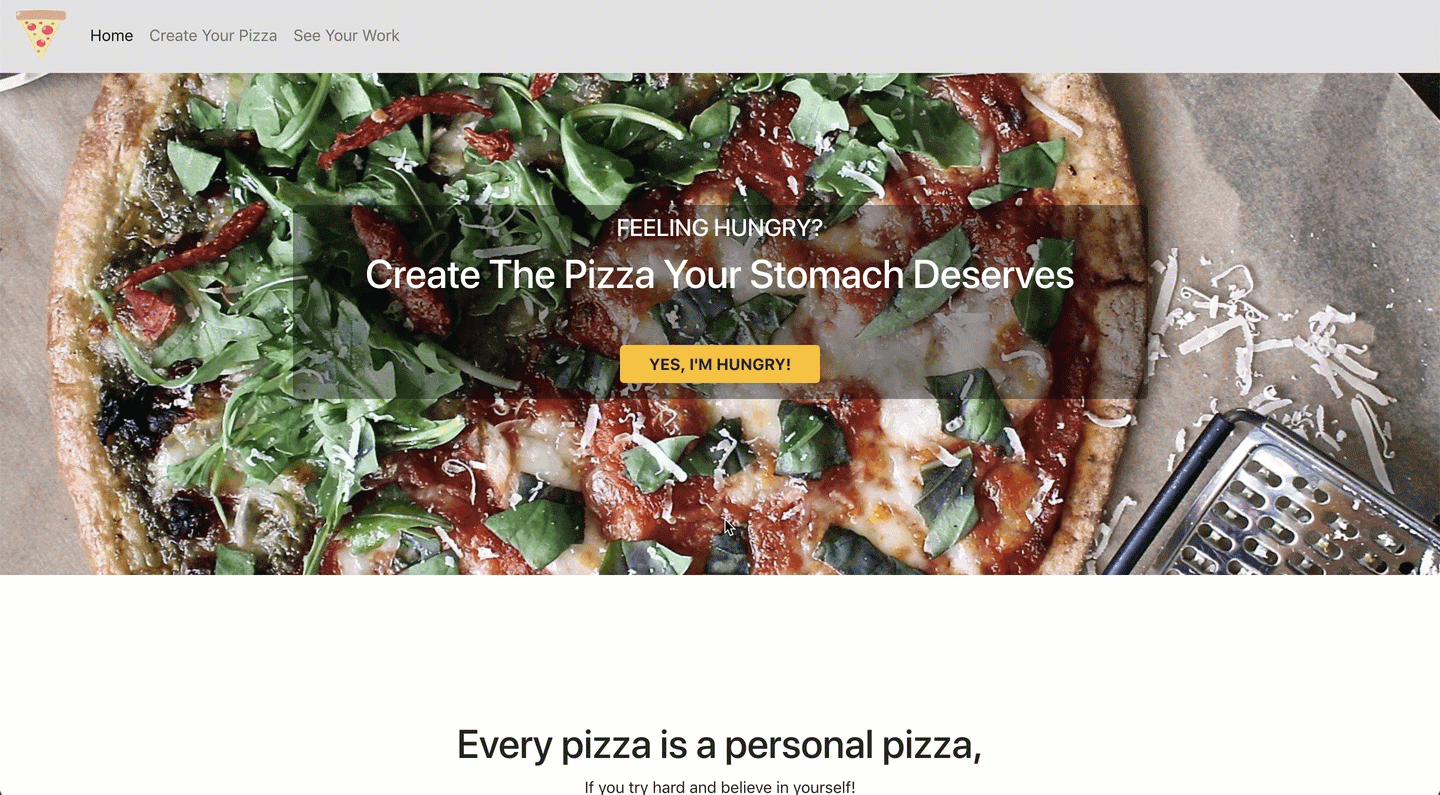 Home Create Your Pizza See Your Work
FEELING HUNGRY?
Create The Pizza Your Stomach Deserves
YES, I'M HUNGRY!
Every pizza is a personal pizza,
If you try hard and believe in yourself!